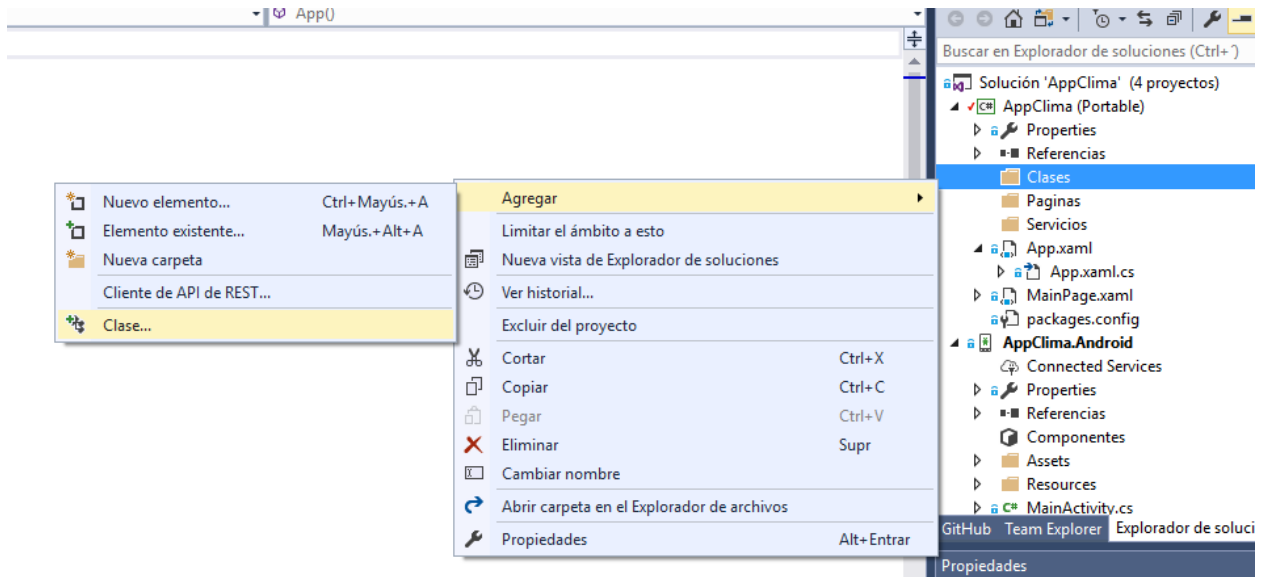 App()
Buscar en Explorador de soluciones (Ctrl+´)
Solución 'AppClima' (4 proyectos)
C# AppClima (Portable)
Properties
Referencias
Clases
Paginas
Servicios
App.xaml
App.xaml.cs
MainPage.xaml
packages.config
AppClima.Android
Connected Services
Properties
Referencias
Componentes
Assets
Resources
C# MainActivity.cs
GitHub Team Explorer Explorador de soluci
Propiedades
Agregar
Limitar el ámbito a esto
Nueva vista de Explorador de soluciones
Ver historial...
Excluir del proyecto
Cortar Ctrl+X
Copiar Ctrl+C
Pegar Ctrl+V
Eliminar Supr
Cambiar nombre
Abrir carpeta en el Explorador de archivos
Propiedades Alt+Entrar
Nuevo elemento... Ctrl+Mayús.+A
Elemento existente... Mayús.+Alt+A
Nueva carpeta
Cliente de API de REST...
Clase...